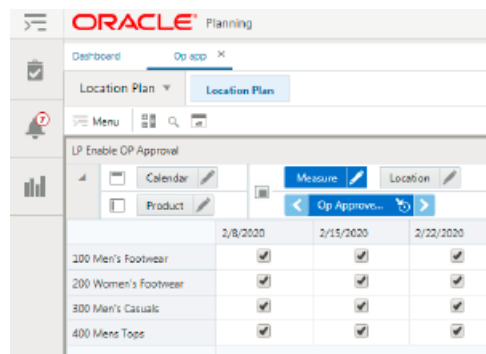 ORACLE® Planning
Dashboard Op app ×
Location Plan Location Plan
7
Menu
LP Enable OP Approval
Calendar Measure Location
Product Op Approve...
2/8/2020 2/15/2020 2/22/2020
100 Men's Footwear
200 Women's Footwear
300 Men's Casuals
400 Mens Tops